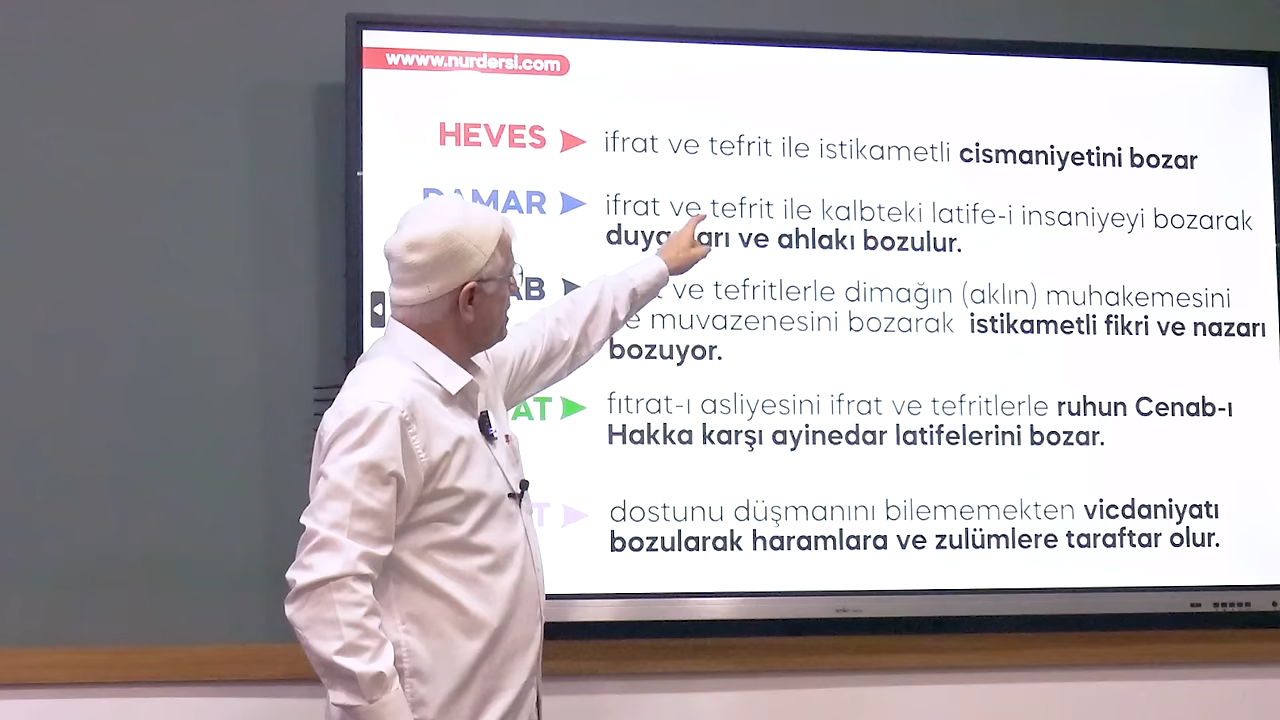 www.nurdersi.com
HEVES ifrat ve tefrit ile istikametli cismaniyetini bozar
DAMAR ifrat ve tefrit ile kalbteki latife-i insaniyeyi bozarak
ve ahlakı bozulur.
ve tefritlerle dimağın (aklın) muhakemesini
muvazenesini bozarak istikametli fikri ve nazarı
bozuyor.
fıtrat-ı asliyesini ifrat ve tefritlerle ruhun Cenab-ı
Hakka karşı ayinedar latifelerini bozar.
dostunu düşmanını bilememekten vicdaniyatı
bozularak haramlara ve zulümlere taraftar olur.